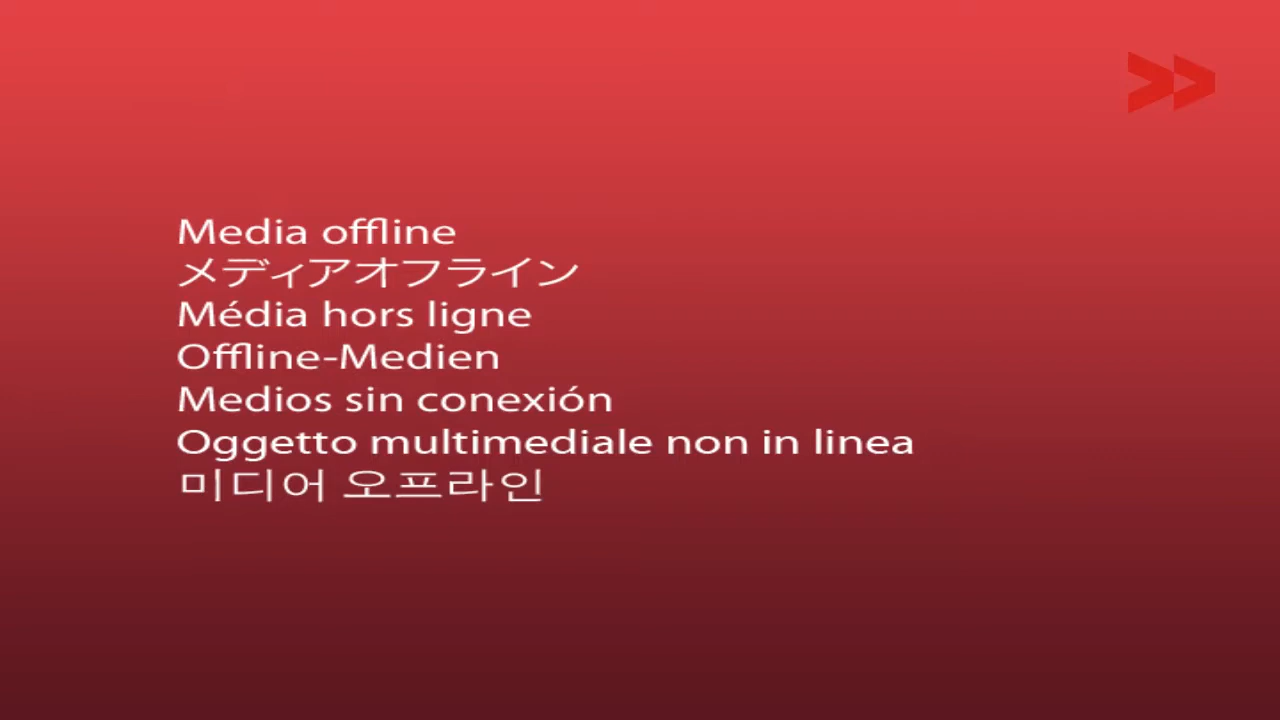 Media offline
メディアオフライン
Média hors ligne
Offline-Medien
Medios sin conexión
Oggetto multimediale non in linea
미디어 오프라인